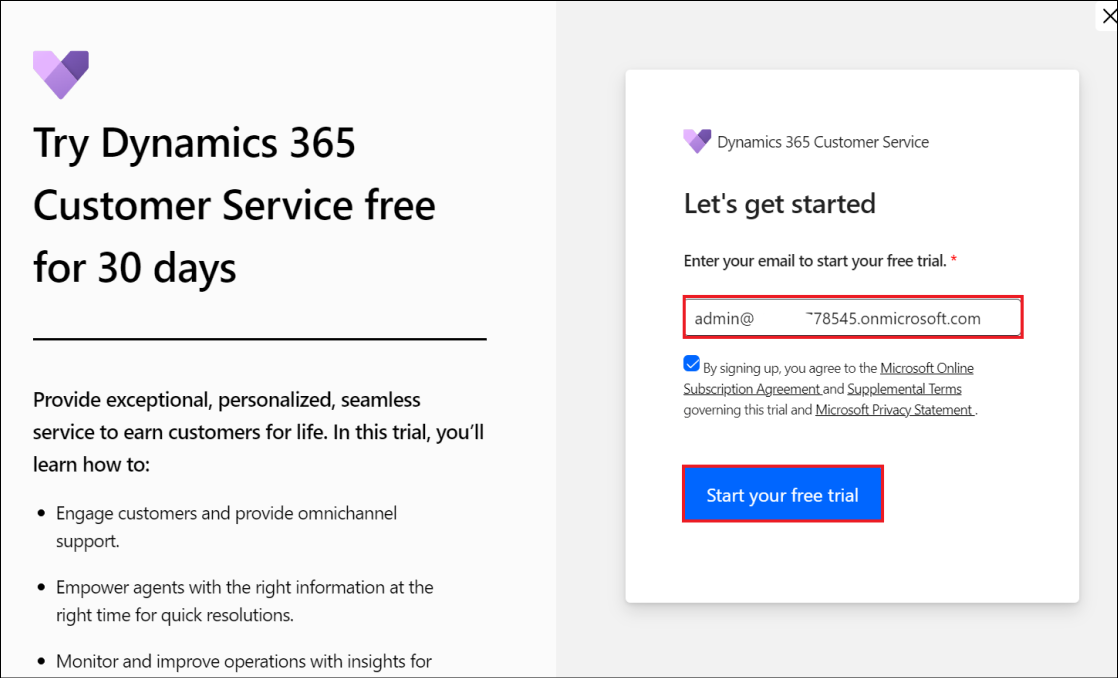 Try Dynamics 365
Customer Service free
for 30 days
Provide exceptional, personalized, seamless
service to earn customers for life. In this trial, you'll
learn how to:
Engage customers and provide omnichannel
support.
Empower agents with the right information at the
right time for quick resolutions.
Monitor and improve operations with insights for
Dynamics 365 Customer Service
Let's get started
Enter your email to start your free trial. *
admin@ 78545.onmicrosoft.com
By signing up, you agree to the Microsoft Online
Subscription Agreement and Supplemental Terms
governing this trial and Microsoft Privacy Statement .
Start your free trial